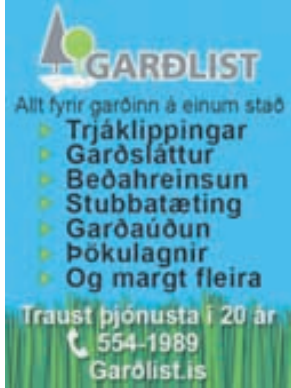 GARÐLIST
Allt fyrir garðinn á einum stað
Trjáklippingar
Garðsláttur
Beðahreinsun
Stubbatæting
Garðaúðun
Þökulagnir
Og margt fleira
Traust þjónusta í 20 ár
554-1989
Garðlist.is